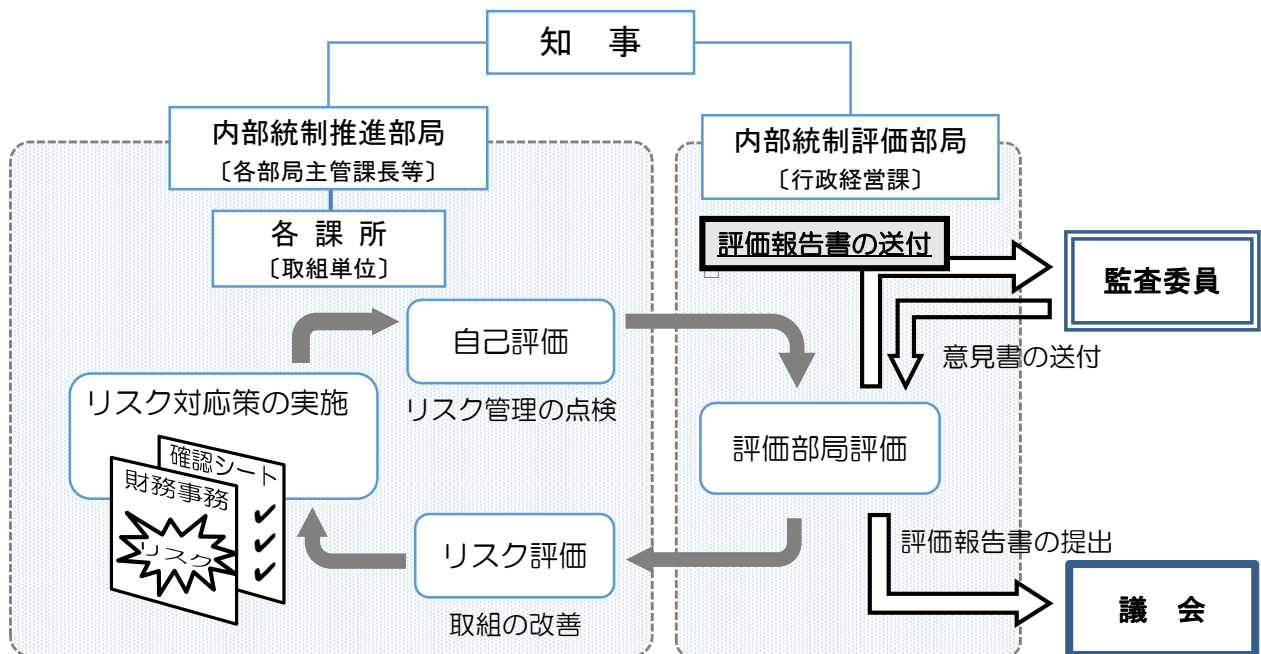 知　事
内部統制推進部局
〔各部局主管課長等〕
各 課 所
〔取組単位〕
内部統制評価部局
〔行政経営課〕
評価報告書の送付
監査委員
意見書の送付
自己評価
リスク管理の点検
リスク対応策の実施
確認シート
財務事務
リスク
評価部局評価
リスク評価
取組の改善
評価報告書の提出
議　会